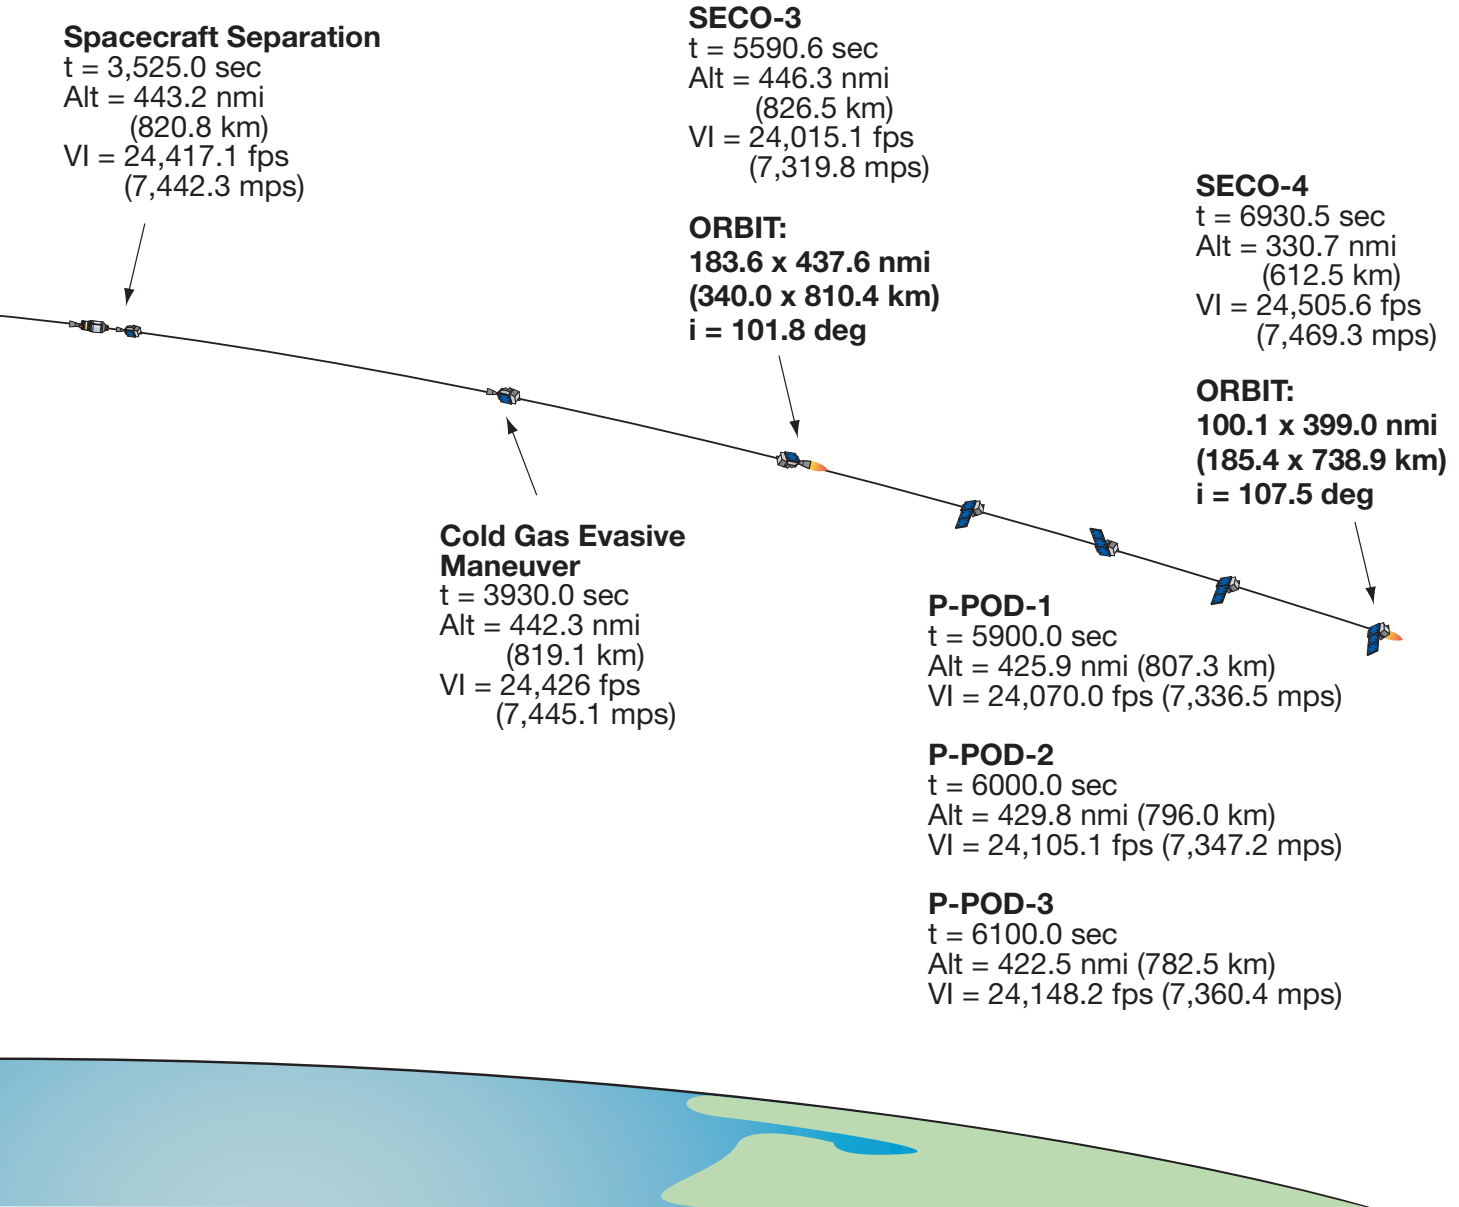 Spacecraft Separation
t = 3,525.0 sec
Alt = 443.2 nmi
(820.8 km)
VI = 24,417.1 fps
(7,442.3 mps)
SECO-3
t = 5590.6 sec
Alt = 446.3 nmi
(826.5 km)
VI = 24,015.1 fps
(7,319.8 mps)
ORBIT:
183.6 x 437.6 nmi
(340.0 x 810.4 km)
i = 101.8 deg
SECO-4
t = 6930.5 sec
Alt = 330.7 nmi
(612.5 km)
VI = 24,505.6 fps
(7,469.3 mps)
ORBIT:
100.1 x 399.0 nmi
(185.4 x 738.9 km)
i = 107.5 deg
Cold Gas Evasive
Maneuver
t = 3930.0 sec
Alt = 442.3 nmi
(819.1 km)
VI = 24,426 fps
(7,445.1 mps)
P-POD-1
t = 5900.0 sec
Alt = 425.9 nmi (807.3 km)
VI = 24,070.0 fps (7,336.5 mps)
P-POD-2
t = 6000.0 sec
Alt = 429.8 nmi (796.0 km)
VI = 24,105.1 fps (7,347.2 mps)
P-POD-3
t = 6100.0 sec
Alt = 422.5 nmi (782.5 km)
VI = 24,148.2 fps (7,360.4 mps)